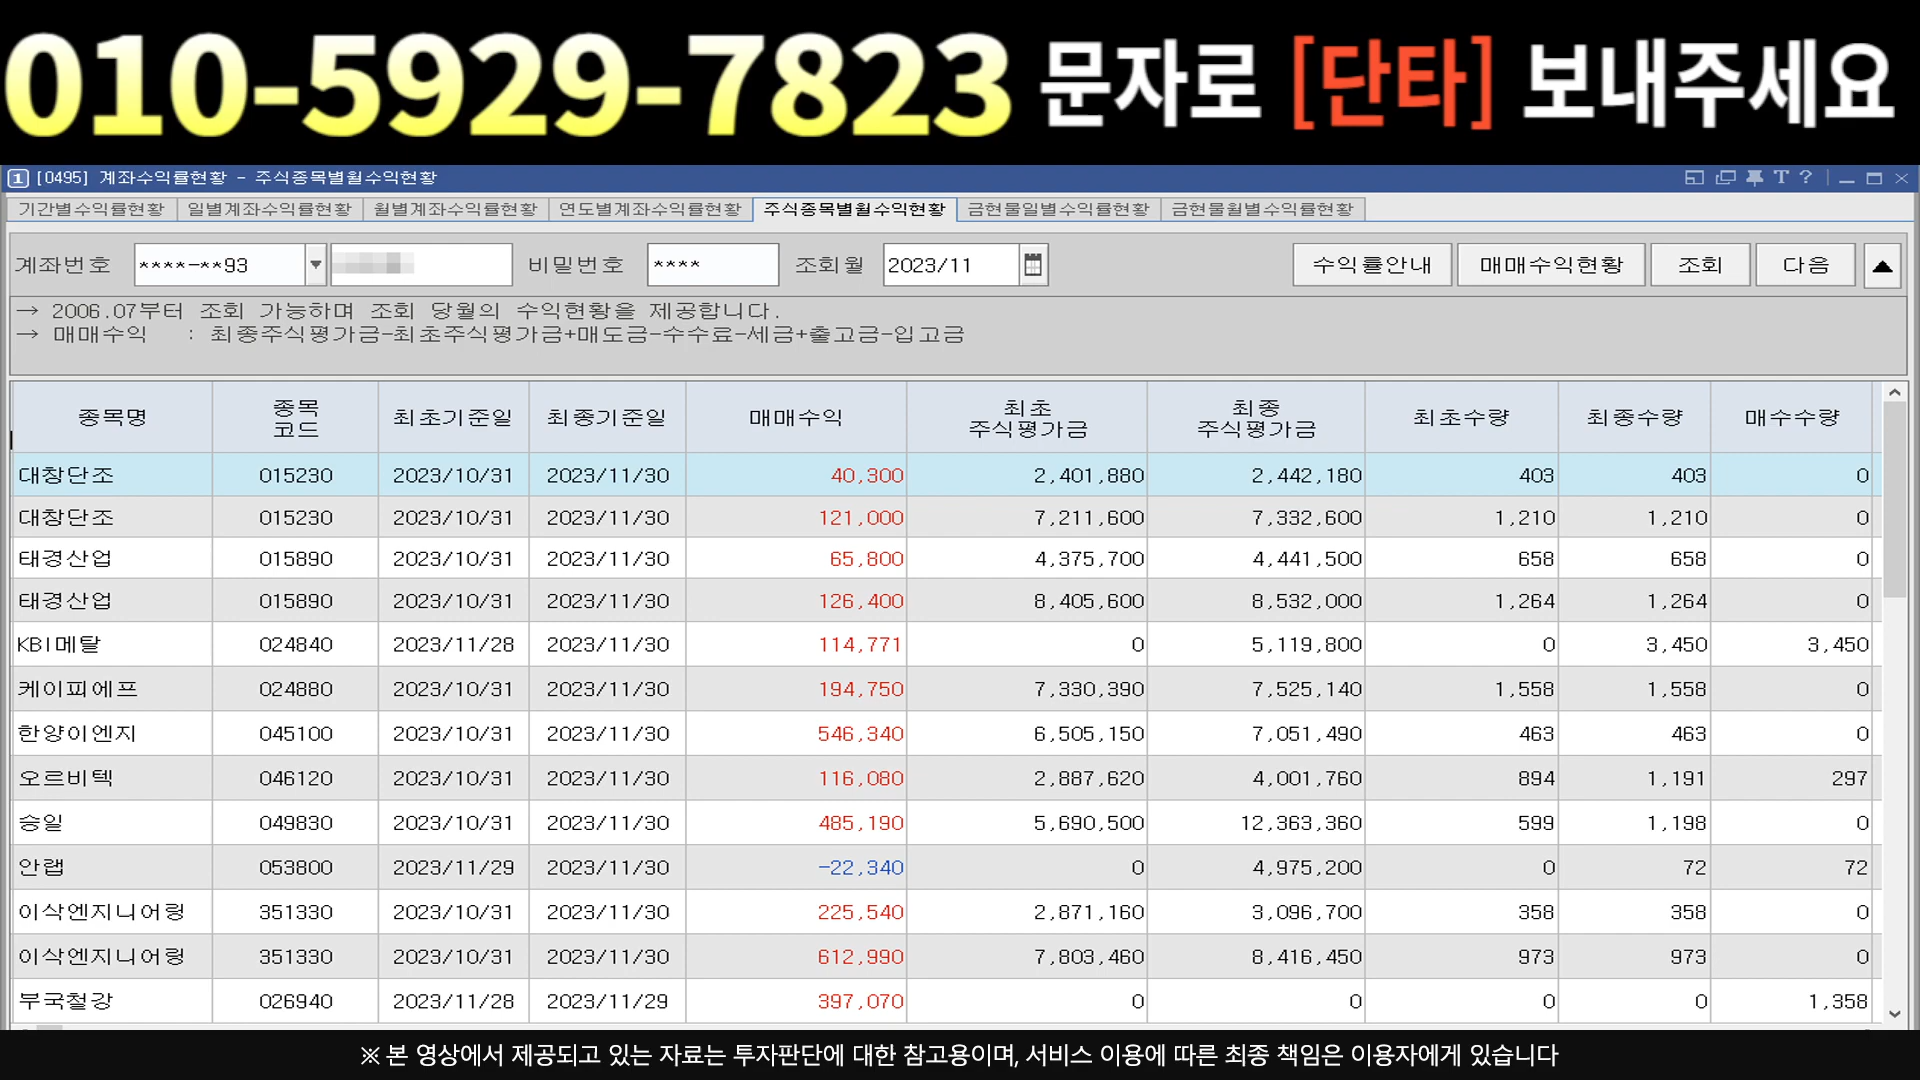 010-5929-7823 문자로 [단타] 보내주세요
1 [0495] 계좌수익률현황 - 주식종목별월수익현황
기간별수익률현황 일별계좌수익률현황 월별계좌수익률현황 연도별계좌수익률현황 주식종목별월수익현황 금현물일별수익률현황 금현물월별수익률현황
계좌번호 ****-**93 비밀번호 **** 조회월 2023/11 수익률안내 매매수익현황 조회 다음
→ 2006.07부터 조회 가능하며 조회 당월의 수익현황을 제공합니다.
→ 매매수익 : 최종주식평가금-최초주식평가금+매도금-수수료-세금+출고금-입고금
종목명 종목코드 최초기준일 최종기준일 매매수익 최초주식평가금 최종주식평가금 최초수량 최종수량 매수수량
대창단조 015230 2023/10/31 2023/11/30 40,300 2,401,880 2,442,180 403 403 0
대창단조 015230 2023/10/31 2023/11/30 121,000 7,211,600 7,332,600 1,210 1,210 0
태경산업 015890 2023/10/31 2023/11/30 65,800 4,375,700 4,441,500 658 658 0
태경산업 015890 2023/10/31 2023/11/30 126,400 8,405,600 8,532,000 1,264 1,264 0
KBI메탈 024840 2023/11/28 2023/11/30 114,771 0 5,119,800 0 3,450 3,450
케이피에프 024880 2023/10/31 2023/11/30 194,750 7,330,390 7,525,140 1,558 1,558 0
한양이엔지 045100 2023/10/31 2023/11/30 546,340 6,505,150 7,051,490 463 463 0
오르비텍 046120 2023/10/31 2023/11/30 116,080 2,887,620 4,001,760 894 1,191 297
승일 049830 2023/10/31 2023/11/30 485,190 5,690,500 12,363,360 599 1,198 0
안랩 053800 2023/11/29 2023/11/30 -22,340 0 4,975,200 0 72 72
이삭엔지니어링 351330 2023/10/31 2023/11/30 225,540 2,871,160 3,096,700 358 358 0
이삭엔지니어링 351330 2023/10/31 2023/11/30 612,990 7,803,460 8,416,450 973 973 0
부국철강 026940 2023/11/28 2023/11/29 397,070 0 0 0 0 1,358
※ 본 영상에서 제공되고 있는 자료는 투자판단에 대한 참고용이며, 서비스 이용에 따른 최종 책임은 이용자에게 있습니다